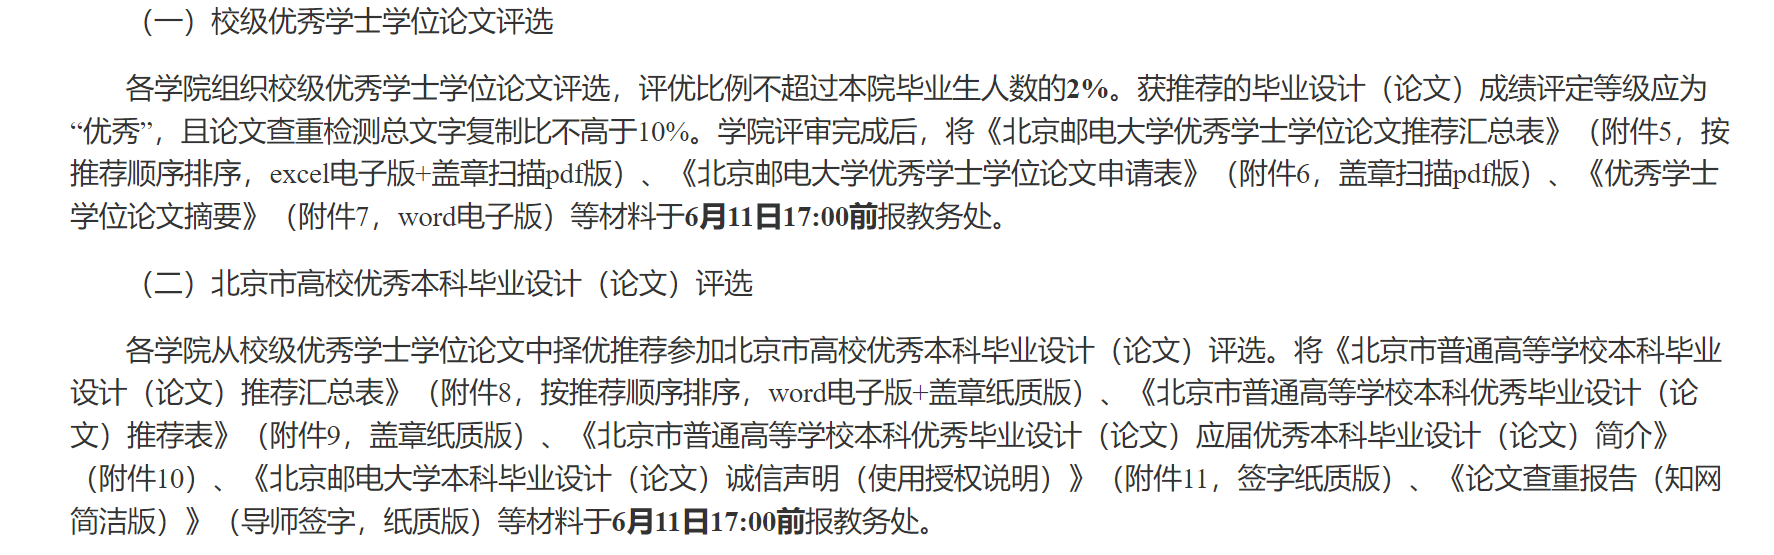 （一）校级优秀学士学位论文评选
各学院组织校级优秀学士学位论文评选，评优比例不超过本院毕业生人数的2%。获推荐的毕业设计（论文）成绩评定等级应为
“优秀”，且论文查重检测总文字复制比不高于10%。学院评审完成后，将《北京邮电大学优秀学士学位论文推荐汇总表》（附件5，按
推荐顺序排序，excel电子版+盖章扫描pdf版）、《北京邮电大学优秀学士学位论文申请表》（附件6，盖章扫描pdf版）、《优秀学士
学位论文摘要》（附件7，word电子版）等材料于6月11日17:00前报教务处。
（二）北京市高校优秀本科毕业设计（论文）评选
各学院从校级优秀学士学位论文中择优推荐参加北京市高校优秀本科毕业设计（论文）评选。将《北京市普通高等学校本科毕业
设计（论文）推荐汇总表》（附件8，按推荐顺序排序，word电子版+盖章纸质版）、《北京市普通高等学校本科优秀毕业设计（论
文）推荐表》（附件9，盖章纸质版）、《北京市普通高等学校本科优秀毕业设计（论文）应届优秀本科毕业设计（论文）简介》
（附件10）、《北京邮电大学本科毕业设计（论文）诚信声明（使用授权说明）》（附件11，签字纸质版）、《论文查重报告（知网
简洁版）》（导师签字，纸质版）等材料于6月11日17:00前报教务处。